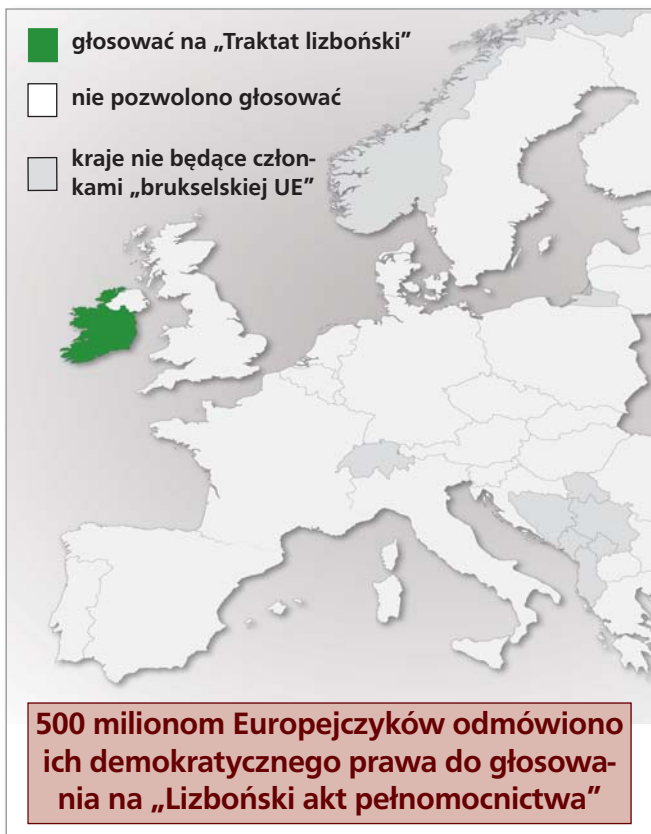 głosować na „Traktat lizboński”
nie pozwolono głosować
kraje nie będące człon-
kami „brukselskiej UE”
500 milionom Europejczyków odmówiono
ich demokratycznego prawa do głosowa-
nia na „Lizboński akt pełnomocnictwa”